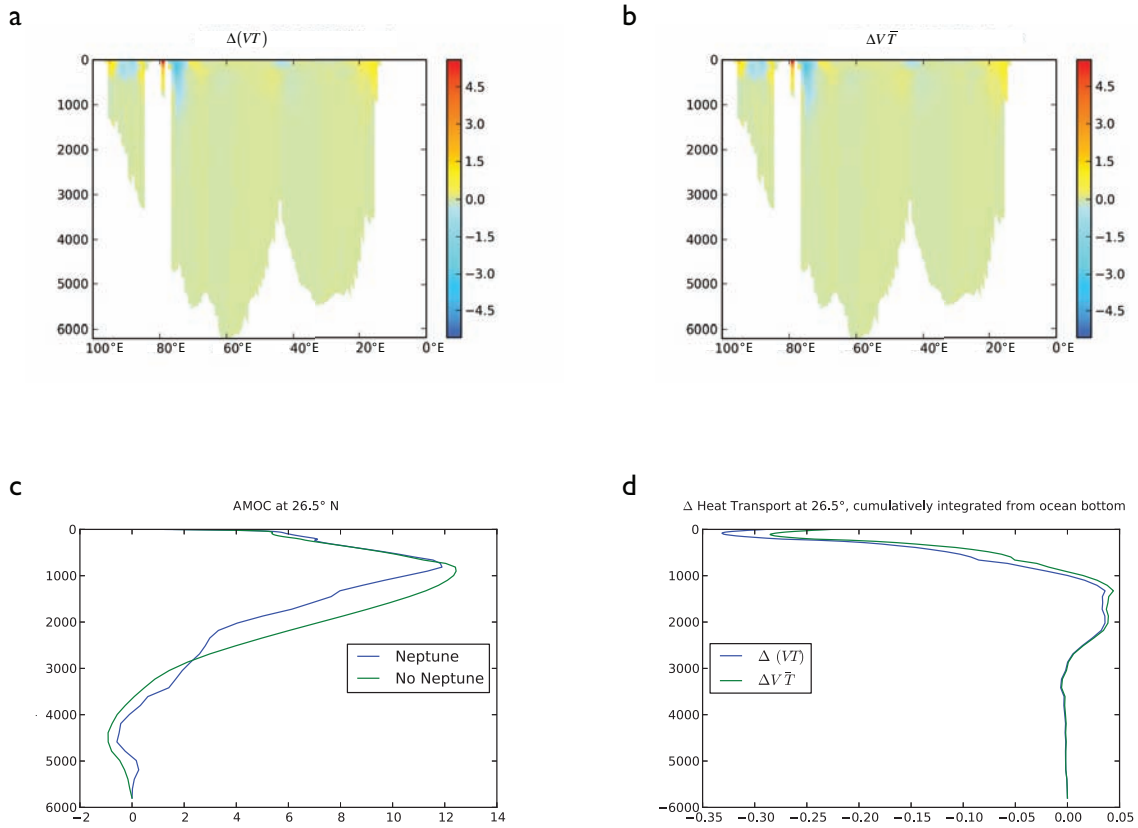 a
Δ(VT)
0
1000
2000
3000
4000
5000
6000
100°E 80°E 60°E 40°E 20°E 0°E
4.5
3.0
1.5
0.0
−1.5
−3.0
−4.5
b
ΔV T̄
0
1000
2000
3000
4000
5000
6000
100°E 80°E 60°E 40°E 20°E 0°E
4.5
3.0
1.5
0.0
−1.5
−3.0
−4.5
c
AMOC at 26.5° N
0
1000
2000
3000
4000
5000
6000
−2 0 2 4 6 8 10 12 14
Neptune
No Neptune
d
Δ Heat Transport at 26.5°, cumulatively integrated from ocean bottom
0
1000
2000
3000
4000
5000
−6000
−0.35 −0.30 −0.25 −0.20 −0.15 −0.10 −0.05 0.00 0.05
Δ (VT)
ΔV T̄